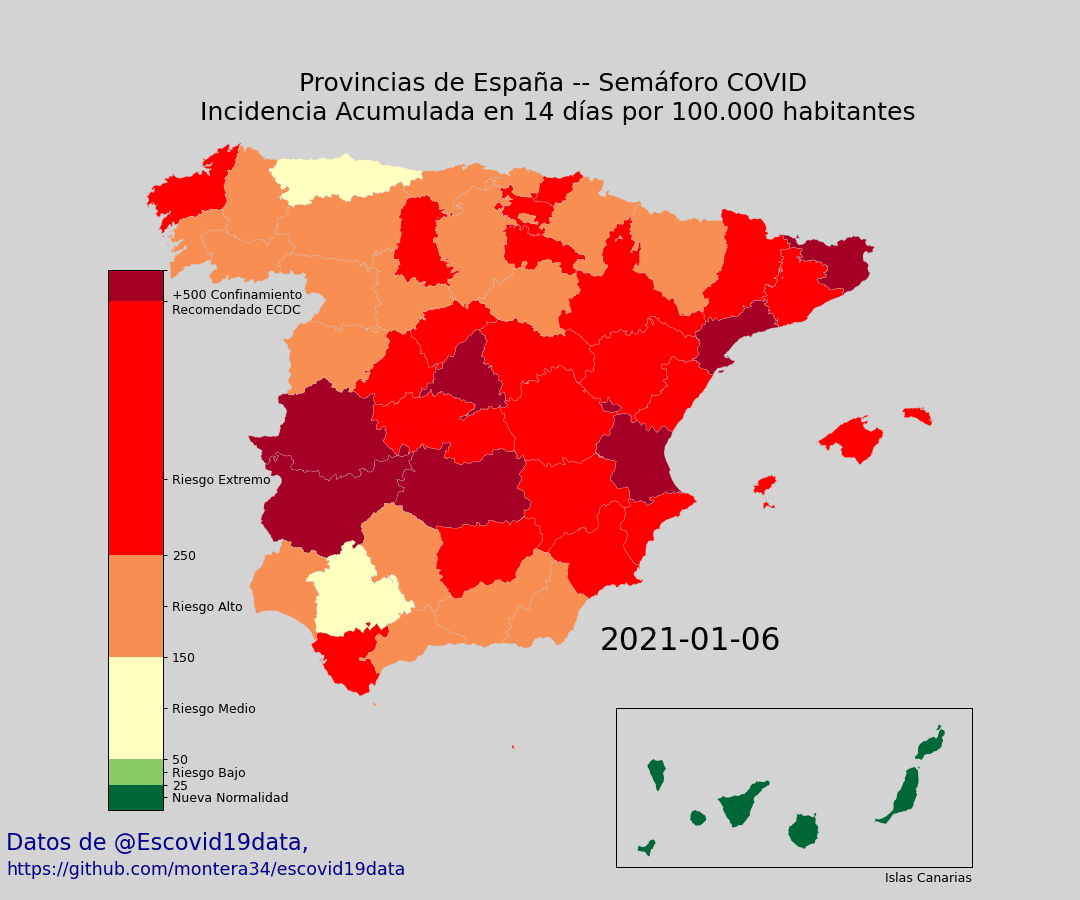 Provincias de España -- Semáforo COVID
Incidencia Acumulada en 14 días por 100.000 habitantes
+500 Confinamiento
Recomendado ECDC
Riesgo Extremo
250
Riesgo Alto
2021-01-06
150
Riesgo Medio
50
Riesgo Bajo
25
Nueva Normalidad
Datos de @Escovid19data,
https://github.com/montera34/escovid19data
Islas Canarias